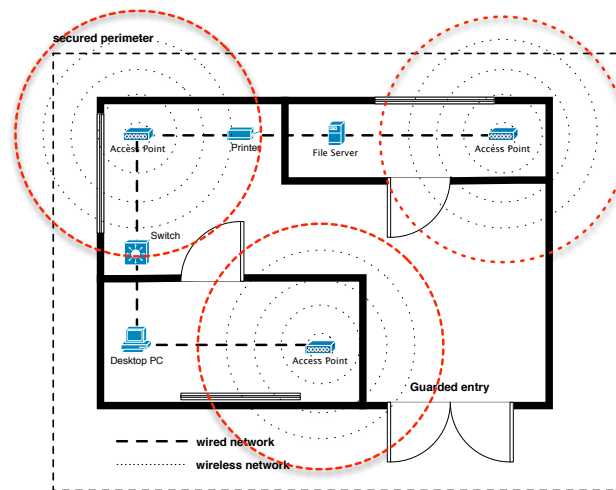 secured perimeter
Access Point
Printer
File Server
Access Point
Switch
Desktop PC
Access Point
Guarded entry
wired network
wireless network